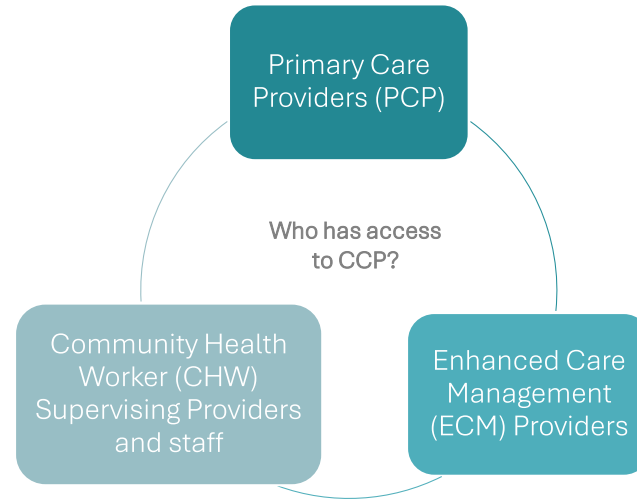 Primary Care
Providers (PCP)
Who has access
to CCP?
Community Health
Worker (CHW)
Supervising Providers
and staff
Enhanced Care
Management
(ECM) Providers